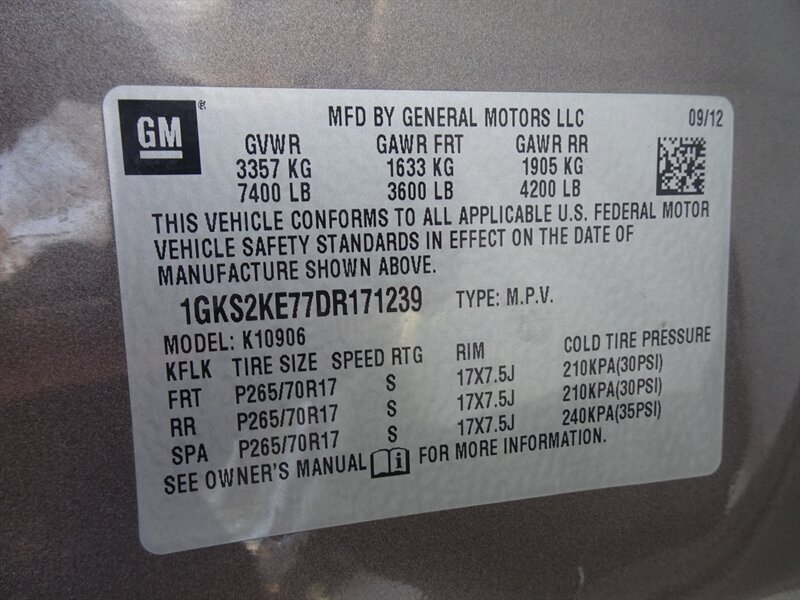 GM ®
MFD BY GENERAL MOTORS LLC 09/12
GVWR GAWR FRT GAWR RR
3357 KG 1633 KG 1905 KG
7400 LB 3600 LB 4200 LB
THIS VEHICLE CONFORMS TO ALL APPLICABLE U.S. FEDERAL MOTOR
VEHICLE SAFETY STANDARDS IN EFFECT ON THE DATE OF
MANUFACTURE SHOWN ABOVE.
1GKS2KE77DR171239 TYPE: M.P.V.
MODEL: K10906
KFLK TIRE SIZE SPEED RTG RIM COLD TIRE PRESSURE
FRT P265/70R17 S 17X7.5J 210KPA(30PSI)
RR P265/70R17 S 17X7.5J 210KPA(30PSI)
SPA P265/70R17 S 17X7.5J 240KPA(35PSI)
SEE OWNER'S MANUAL FOR MORE INFORMATION.